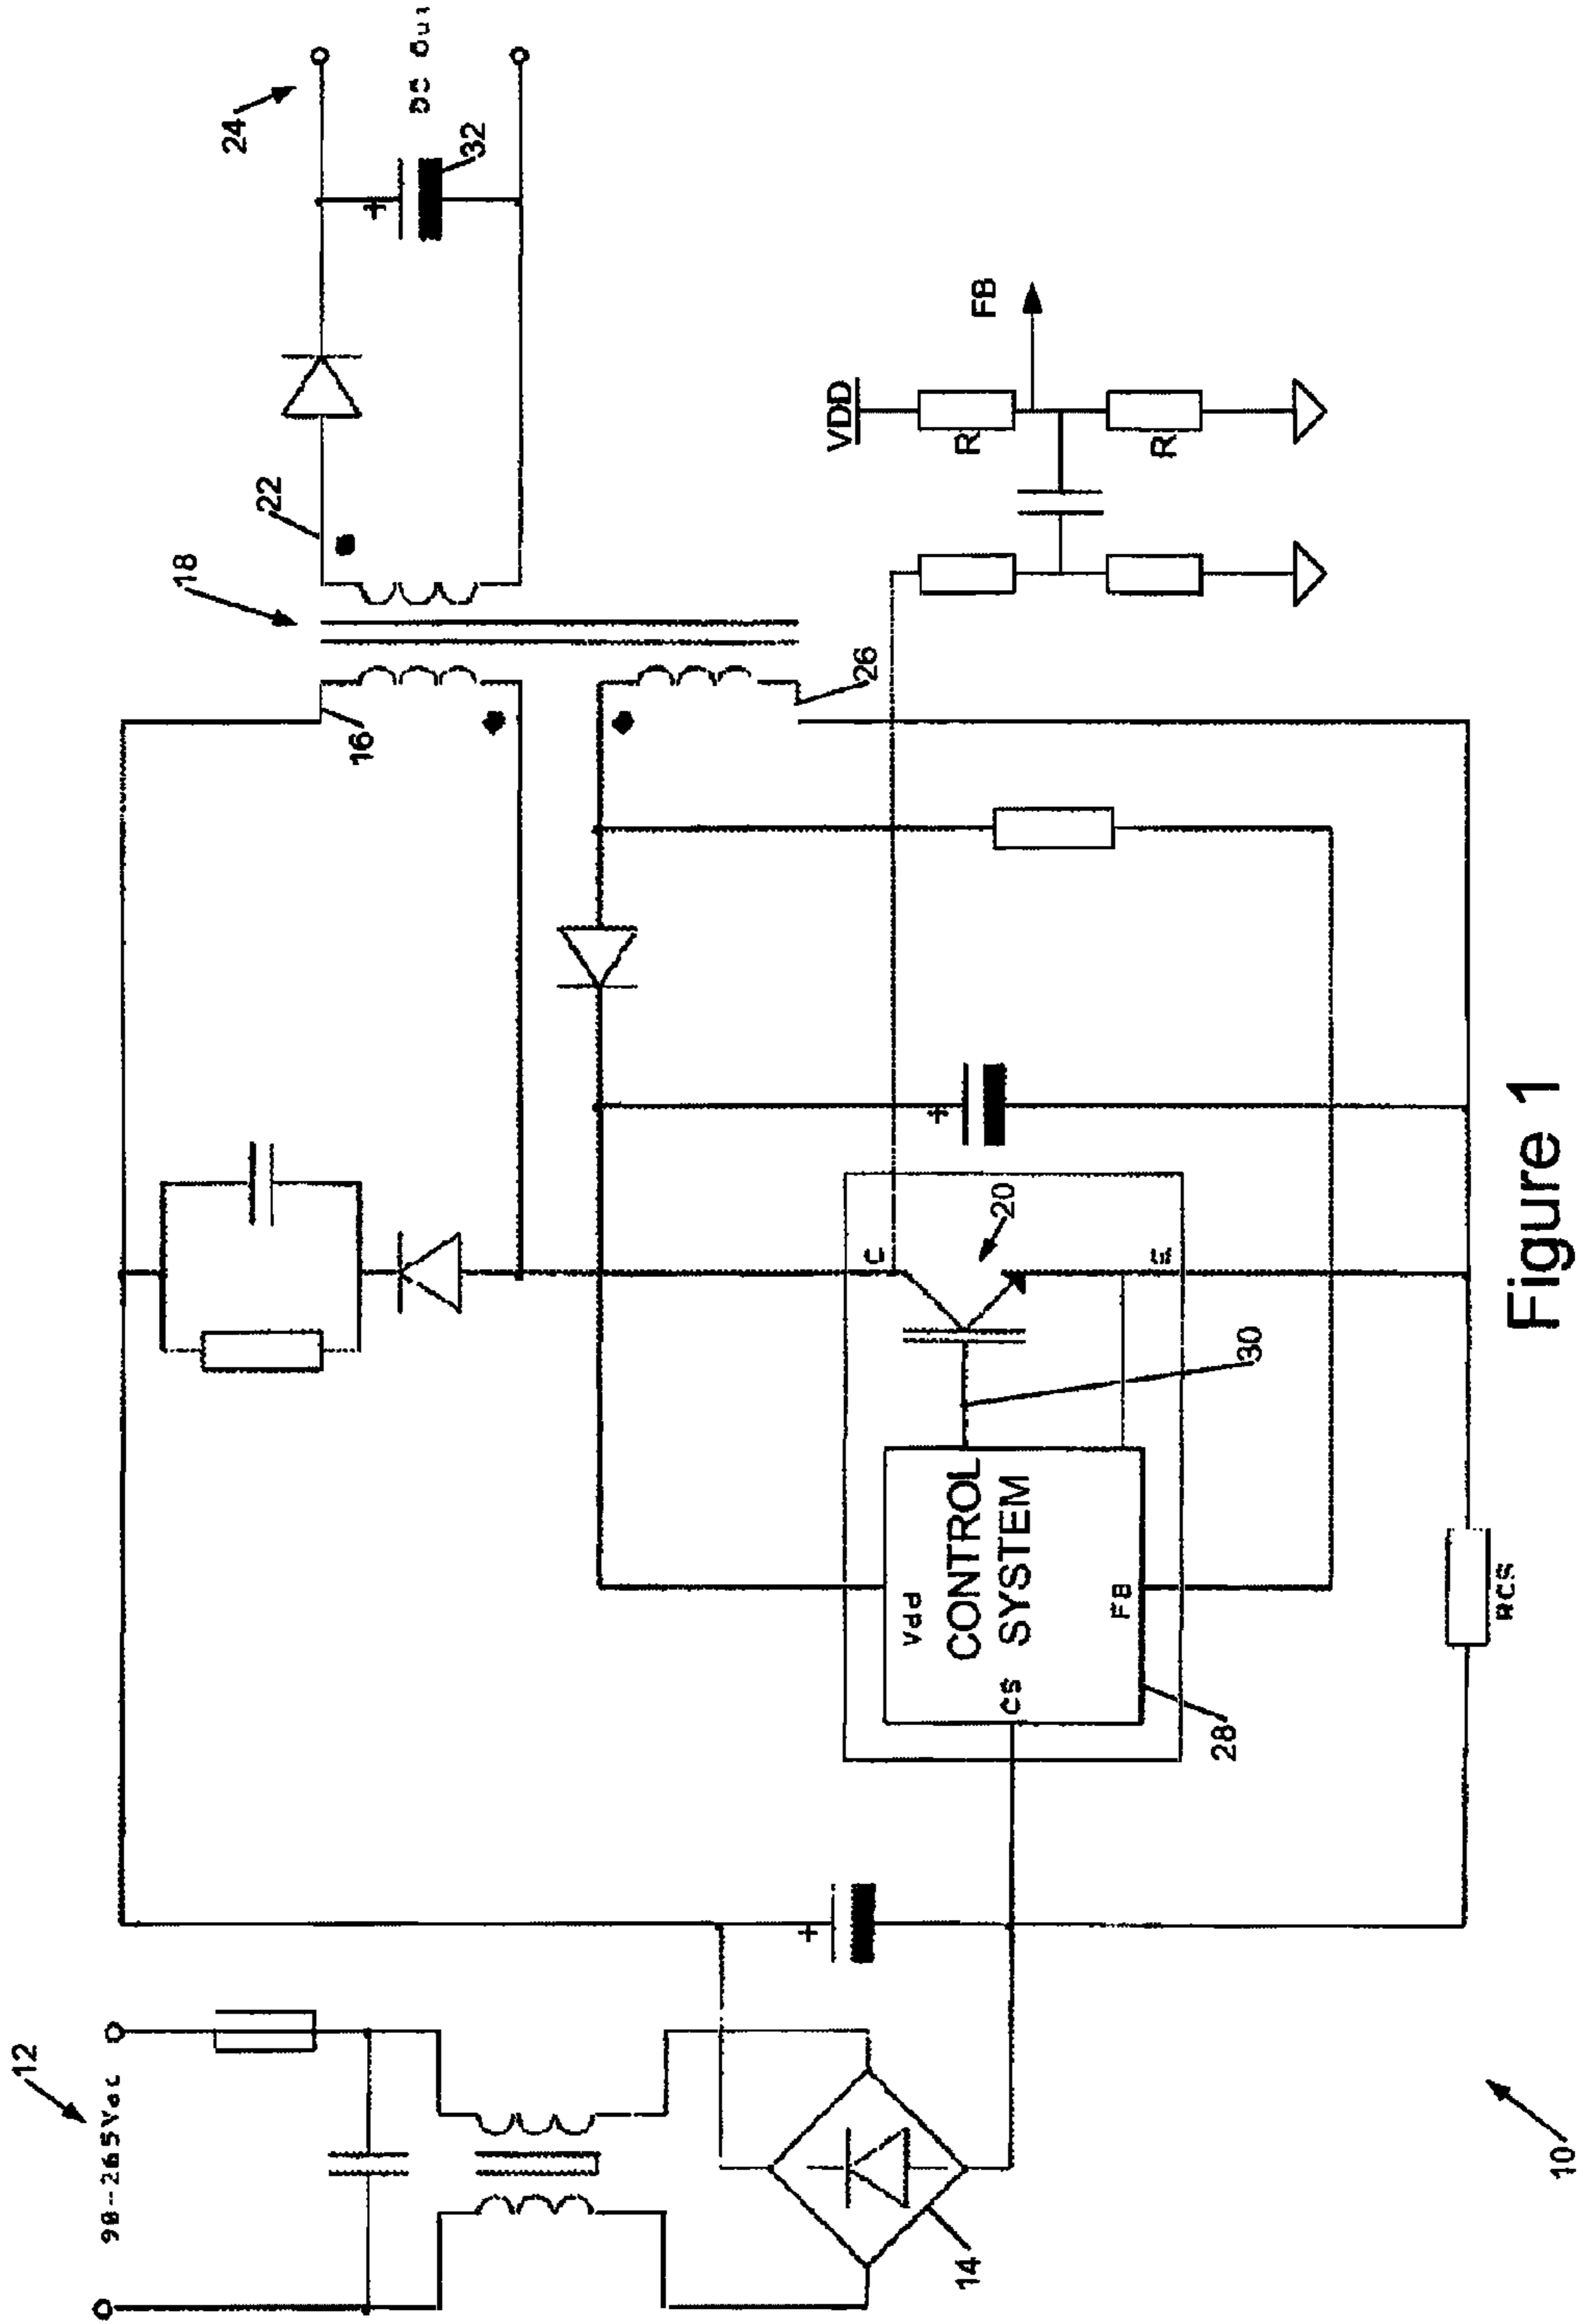 12
90--265Vac
14
10
16
18
22
24
DC Out
32
26
C
20
E
30
Vdd
CONTROL
SYSTEM
CS
FB
28
RCS
VDD
R
FB
R
Figure 1